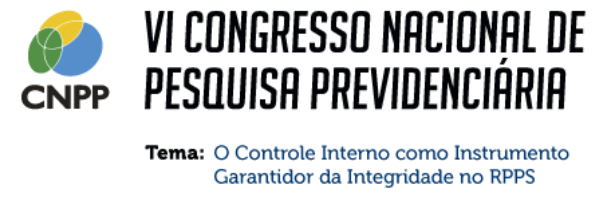 CNPP
VI CONGRESSO NACIONAL DE
PESQUISA PREVIDENCIÁRIA
Tema: O Controle Interno como Instrumento
Garantidor da Integridade no RPPS